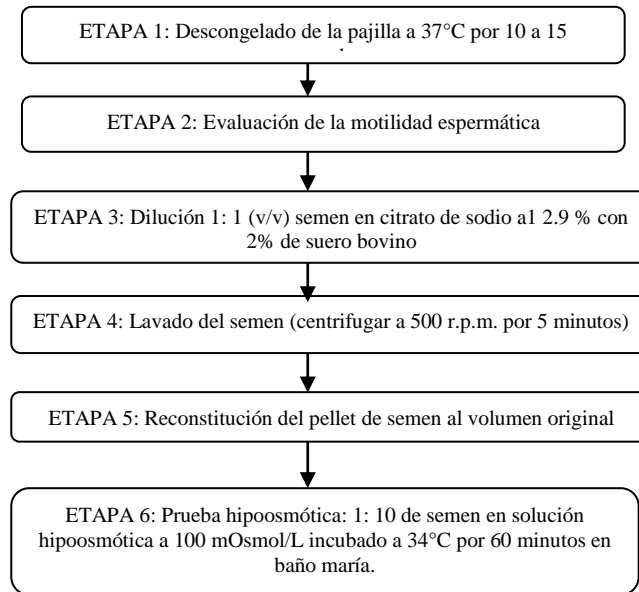 ETAPA 1: Descongelado de la pajilla a 37°C por 10 a 15
ETAPA 2: Evaluación de la motilidad espermática
ETAPA 3: Dilución 1: 1 (v/v) semen en citrato de sodio a1 2.9 % con
2% de suero bovino
ETAPA 4: Lavado del semen (centrifugar a 500 r.p.m. por 5 minutos)
ETAPA 5: Reconstitución del pellet de semen al volumen original
ETAPA 6: Prueba hipoosmótica: 1: 10 de semen en solución
hipoosmótica a 100 mOsmol/L incubado a 34°C por 60 minutos en
baño maría.